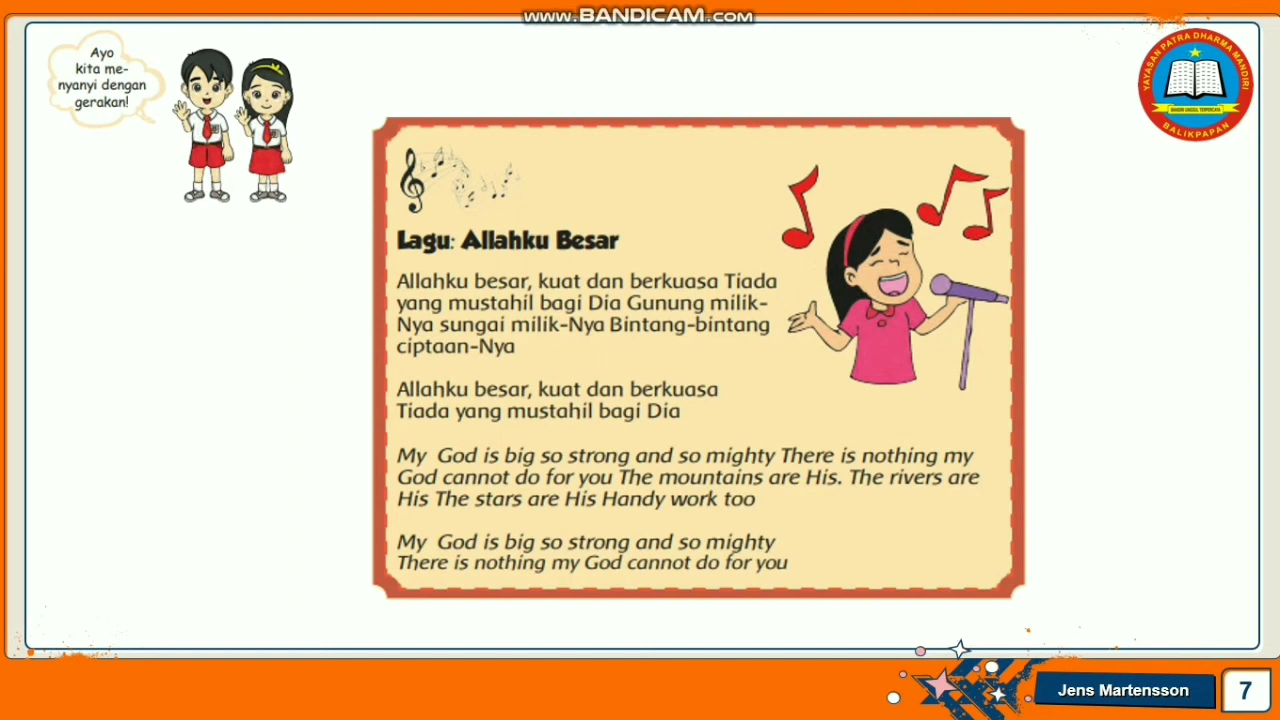 www.BANDICAM.com
Ayo
kita me-
nyanyi dengan
gerakan!
YAYASAN PATRA DHARMA MANDIRI
BALIKPAPAN
Lagu: Allahku Besar
Allahku besar, kuat dan berkuasa Tiada
yang mustahil bagi Dia Gunung milik-
Nya sungai milik-Nya Bintang-bintang
ciptaan-Nya
Allahku besar, kuat dan berkuasa
Tiada yang mustahil bagi Dia
My God is big so strong and so mighty There is nothing my
God cannot do for you The mountains are His. The rivers are
His The stars are His Handy work too
My God is big so strong and so mighty
There is nothing my God cannot do for you
Jens Martensson
7